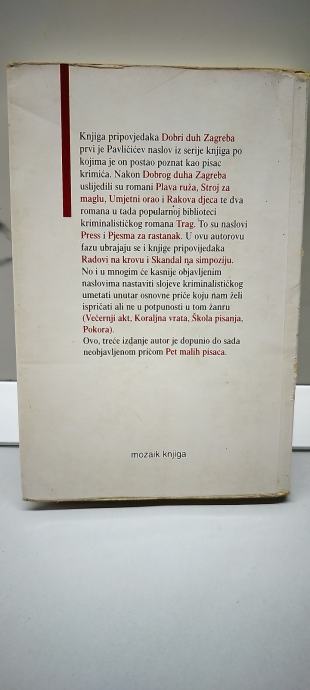 Knjiga pripovjedaka Dobri duh Zagreba
prvi je Pavličićev naslov iz serije knjiga po
kojima je on postao poznat kao pisac
krimića. Nakon Dobrog duha Zagreba
uslijedili su romani Plava ruža, Stroj za
maglu, Umjetni orao i Rakova djeca te dva
romana u tada popularnoj biblioteci
kriminalističkog romana Trag. To su naslovi
Press i Pjesma za rastanak. U ovu autorovu
fazu ubrajaju se i knjige pripovijedaka
Radovi na krovu i Skandal na simpoziju.
No i u mnogim će kasnije objavljenim
naslovima nastaviti slojeve kriminalističkog
umetati unutar osnovne priče koju nam želi
ispričati ali ne u potpunosti u tom žanru
(Večernji akt, Koraljna vrata, Škola pisanja,
Pokora).
Ovo, treće izdanje autor je dopunio do sada
neobjavljenom pričom Pet malih pisaca.
mozaik knjiga